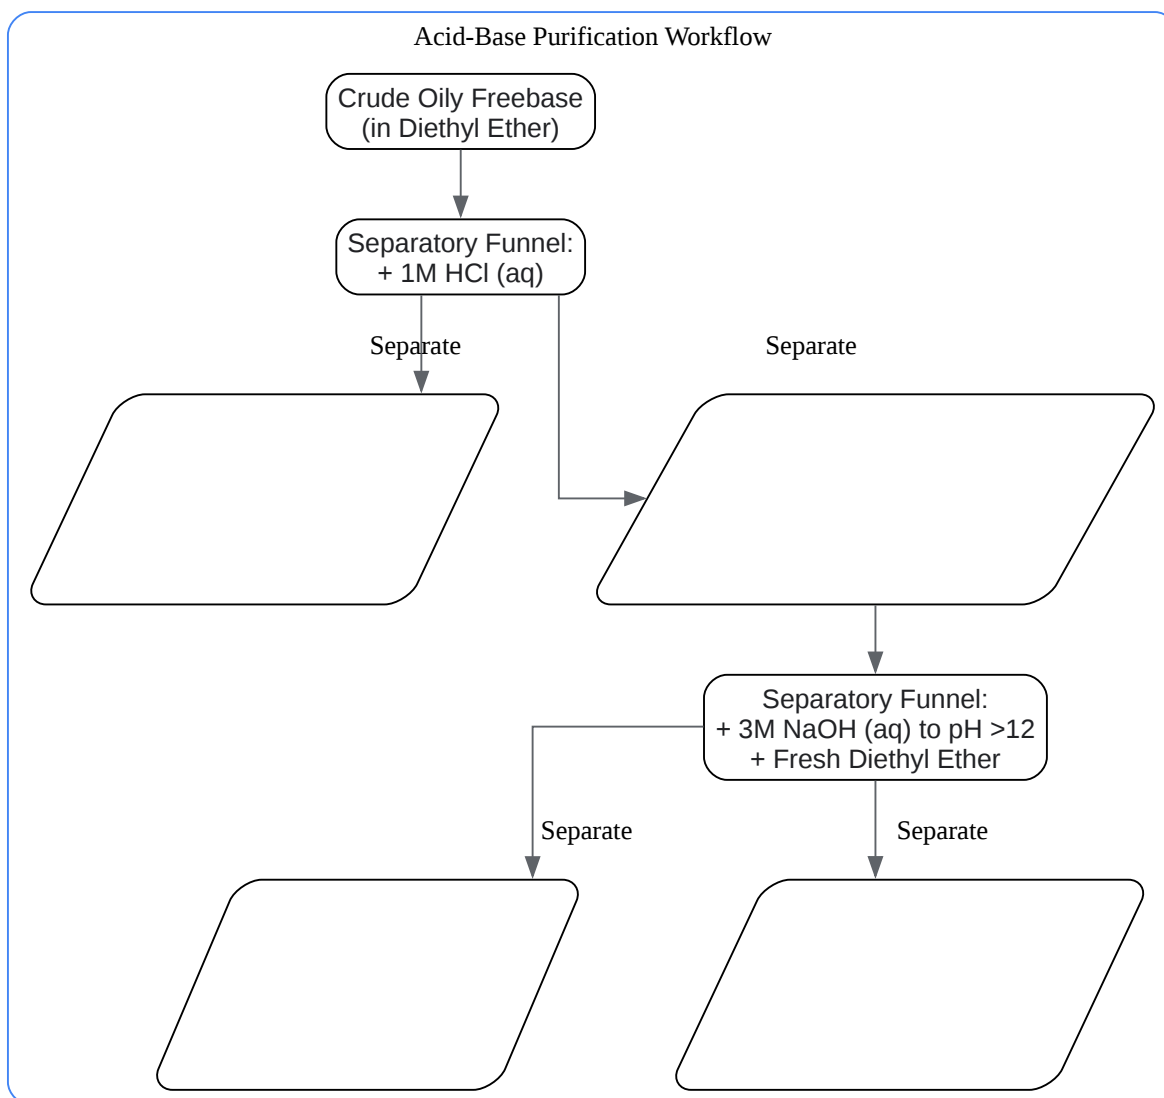 Acid-Base Purification Workflow
Crude Oily Freebase
(in Diethyl Ether)
Separatory Funnel:
+ 1M HCl (aq)
Separate
Separate
Separatory Funnel:
+ 3M NaOH (aq) to pH >12
+ Fresh Diethyl Ether
Separate
Separate